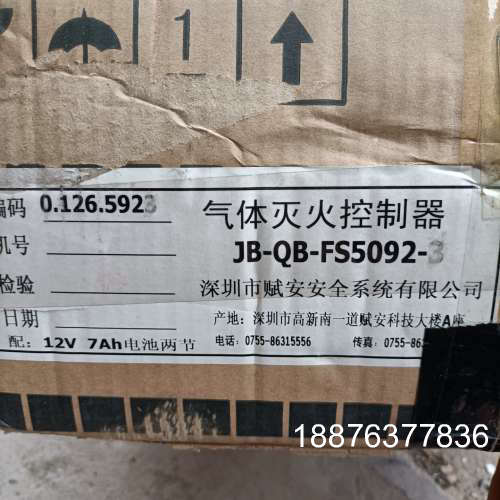 1
编码 0.126.5923
气体灭火控制器
机号
JB-QB-FS5092-3
检验
深圳市赋安安全系统有限公司
日期
产地:深圳市高新南一道赋安科技大楼A座
配: 12V 7Ah电池两节
电话: 0755-86315556
传真: 0755-86
18876377836